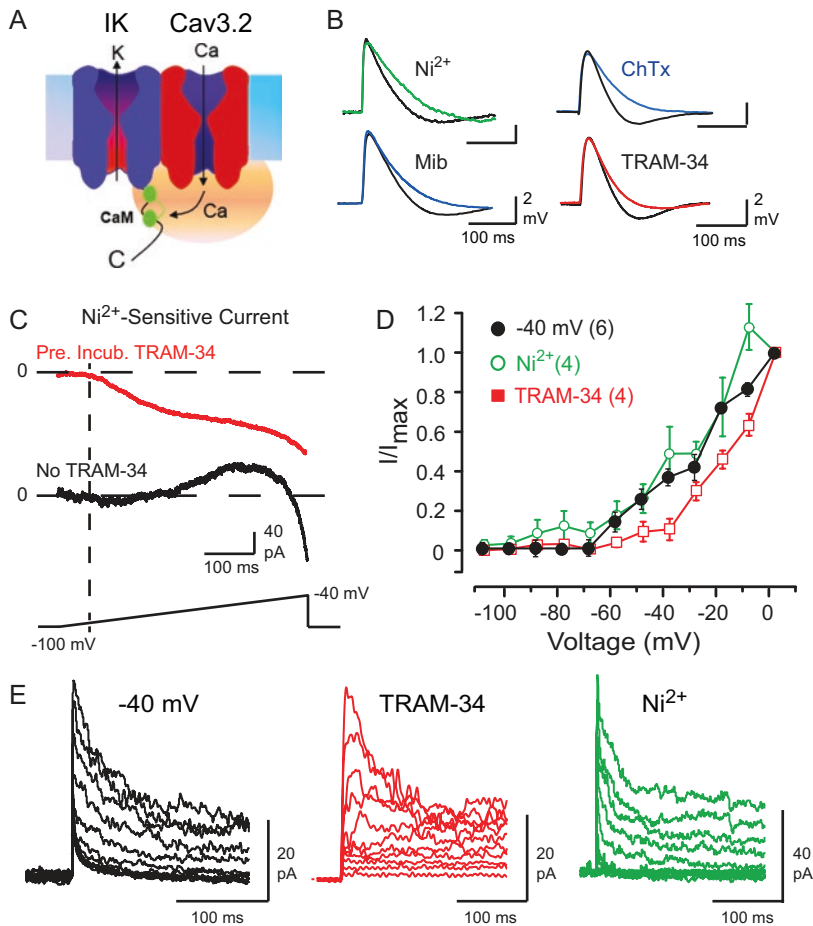 A
IK Cav3.2
K Ca
CaM
Ca
C
B
Ni²⁺
ChTx
Mib
TRAM-34
2 mV
100 ms
2 mV
100 ms
C
Ni²⁺-Sensitive Current
Pre. Incub. TRAM-34
0
No TRAM-34
0
40 pA
100 ms
-40 mV
-100 mV
D
-40 mV (6)
Ni²⁺(4)
TRAM-34 (4)
I/Imax
1.2
1.0
0.8
0.6
0.4
0.2
0
-100 -80 -60 -40 -20 0
Voltage (mV)
E
-40 mV
TRAM-34
Ni²⁺
20 pA
100 ms
20 pA
100 ms
40 pA
100 ms